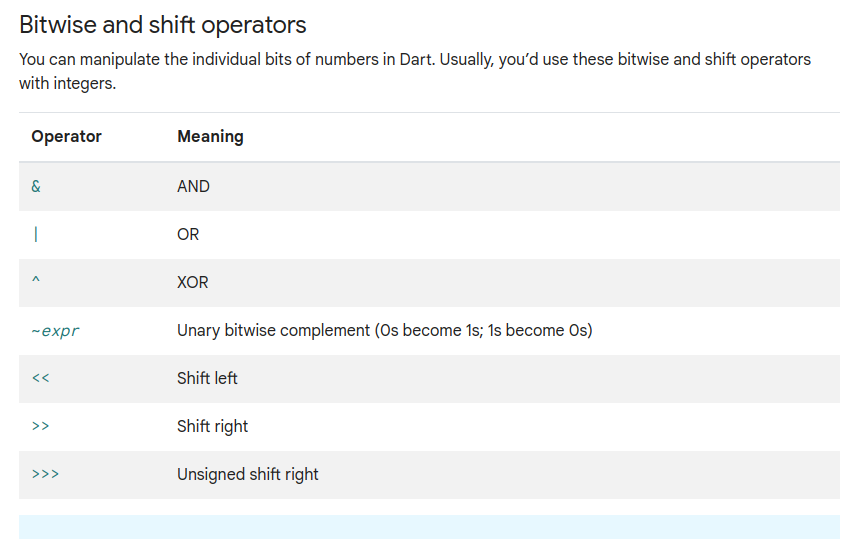 Bitwise and shift operators
You can manipulate the individual bits of numbers in Dart. Usually, you’d use these bitwise and shift operators
with integers.
Operator Meaning
& AND
| OR
^ XOR
~expr Unary bitwise complement (0s become 1s; 1s become 0s)
<< Shift left
>> Shift right
>>> Unsigned shift right